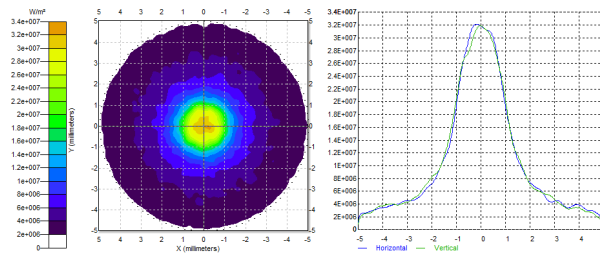 W/m²
3.4e+007
3.2e+007
3e+007
2.8e+007
2.6e+007
2.4e+007
2.2e+007
2e+007
1.8e+007
1.6e+007
1.4e+007
1.2e+007
1e+007
8e+006
6e+006
4e+006
2e+006
0
Y (millimeters)
5 5
4 4
3 3
2 2
1 1
0 0
-1 -1
-2 -2
-3 -3
-4 -4
-5 -5
5 4 3 2 1 0 -1 -2 -3 -4 -5
X (millimeters)
3.4E+007
3.2E+007
3E+007
2.8E+007
2.6E+007
2.4E+007
2.2E+007
2E+007
1.8E+007
1.6E+007
1.4E+007
1.2E+007
1E+007
8E+006
6E+006
4E+006
2E+006
0
-5 -4 -3 -2 -1 0 1 2 3 4
Horizontal Vertical